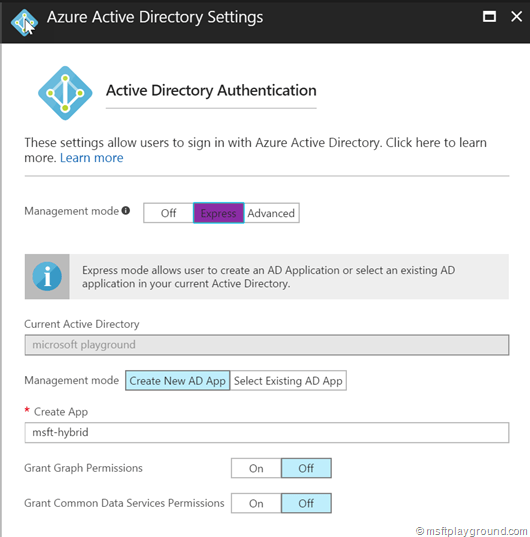 Azure Active Directory Settings
Active Directory Authentication
These settings allow users to sign in with Azure Active Directory. Click here to learn
more. Learn more
Management mode Off Express Advanced
Express mode allows user to create an AD Application or select an existing AD
application in your current Active Directory.
Current Active Directory
microsoft playground
Management mode Create New AD App Select Existing AD App
* Create App
msft-hybrid
Grant Graph Permissions On Off
Grant Common Data Services Permissions On Off
© msftplayground.com